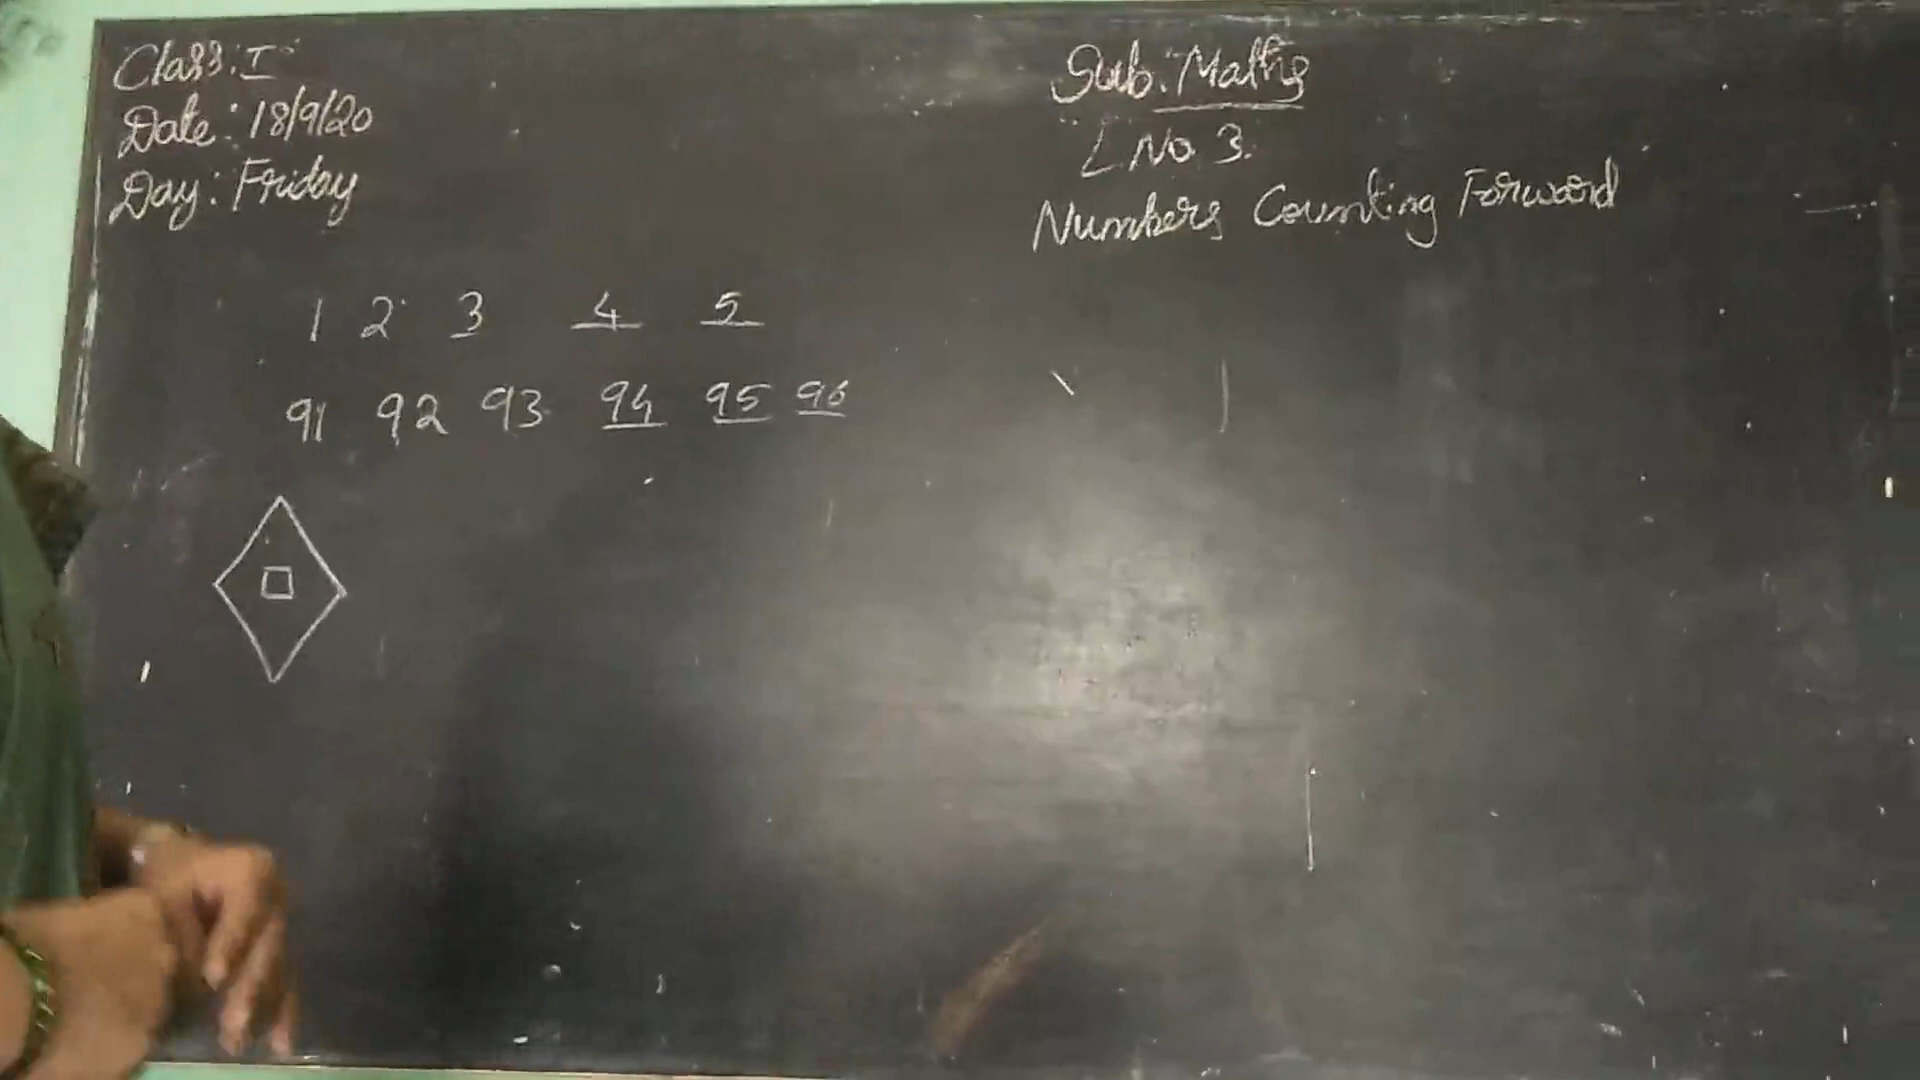 Class: I
Date: 18/9/20
Day: Friday
Sub: Maths
L No 3.
Numbers Counting Forward
1 2 3 4 5
91 92 93 94 95 96